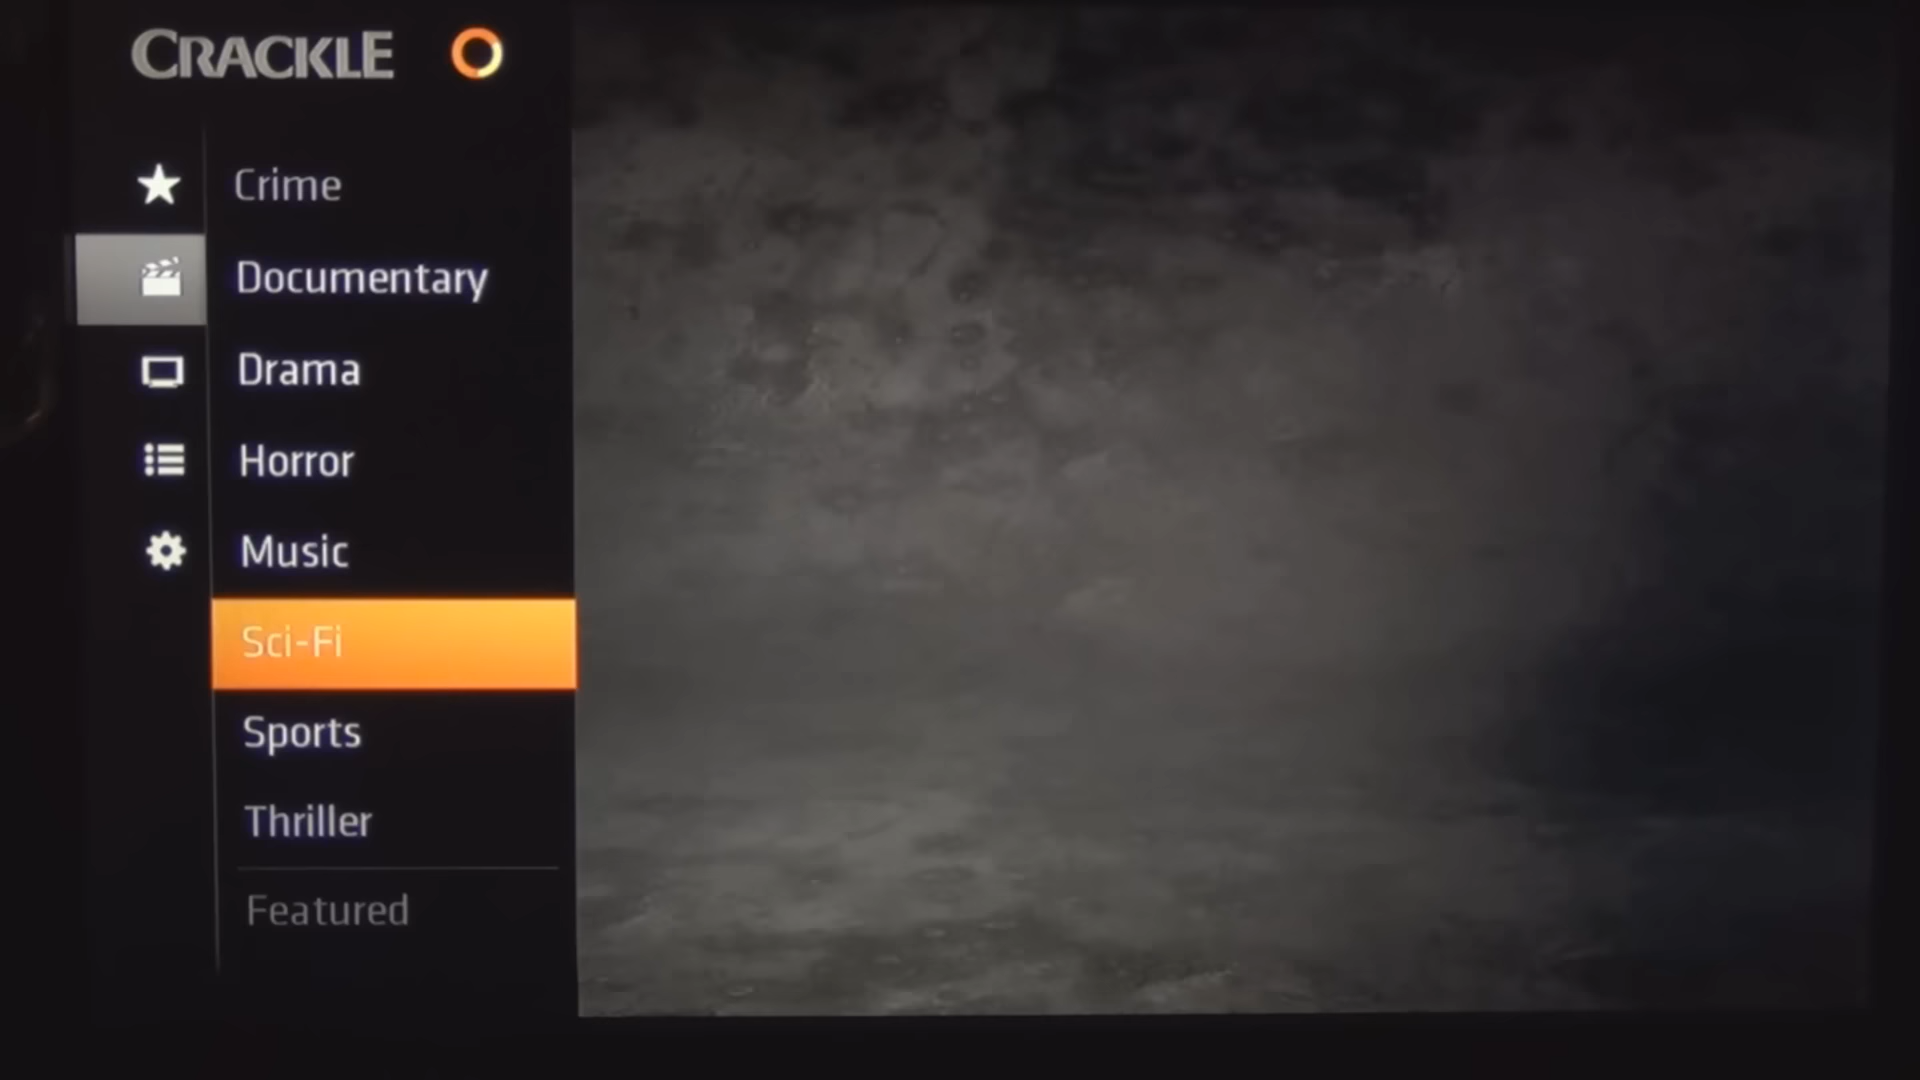 CRACKLE
Crime
Documentary
Drama
Horror
Music
Sci-Fi
Sports
Thriller
Featured